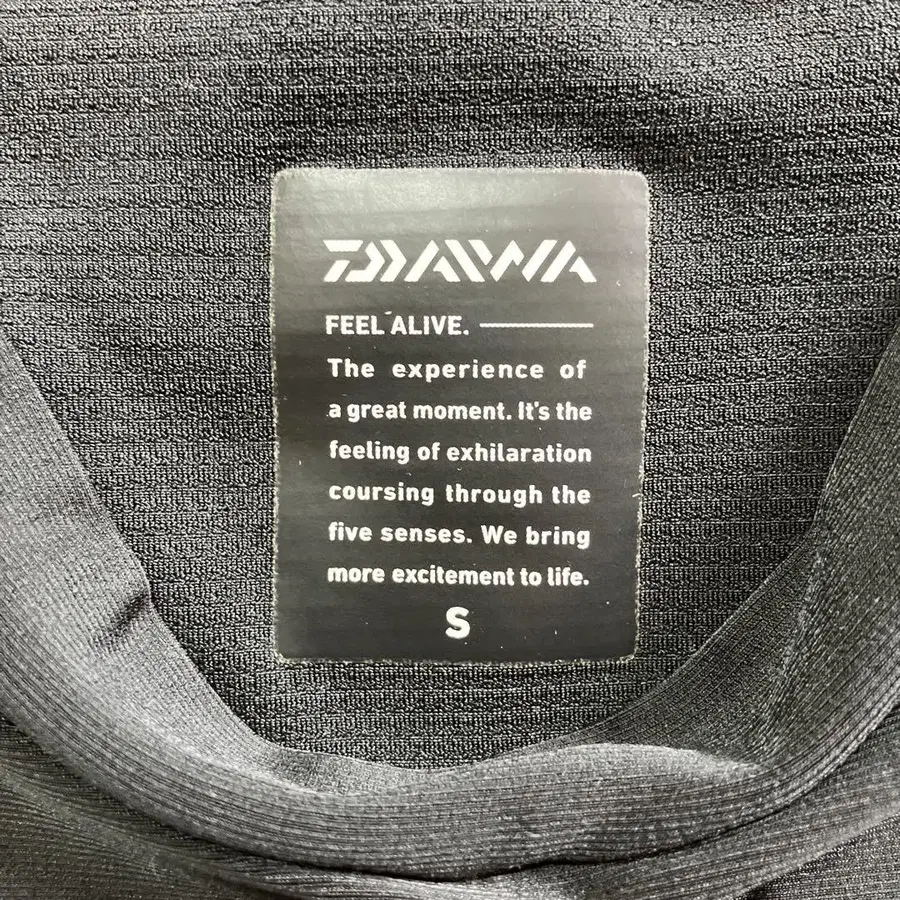 DAIWA
FEEL ALIVE.
The experience of
a great moment. It's the
feeling of exhilaration
coursing through the
five senses. We bring
more excitement to life.
S